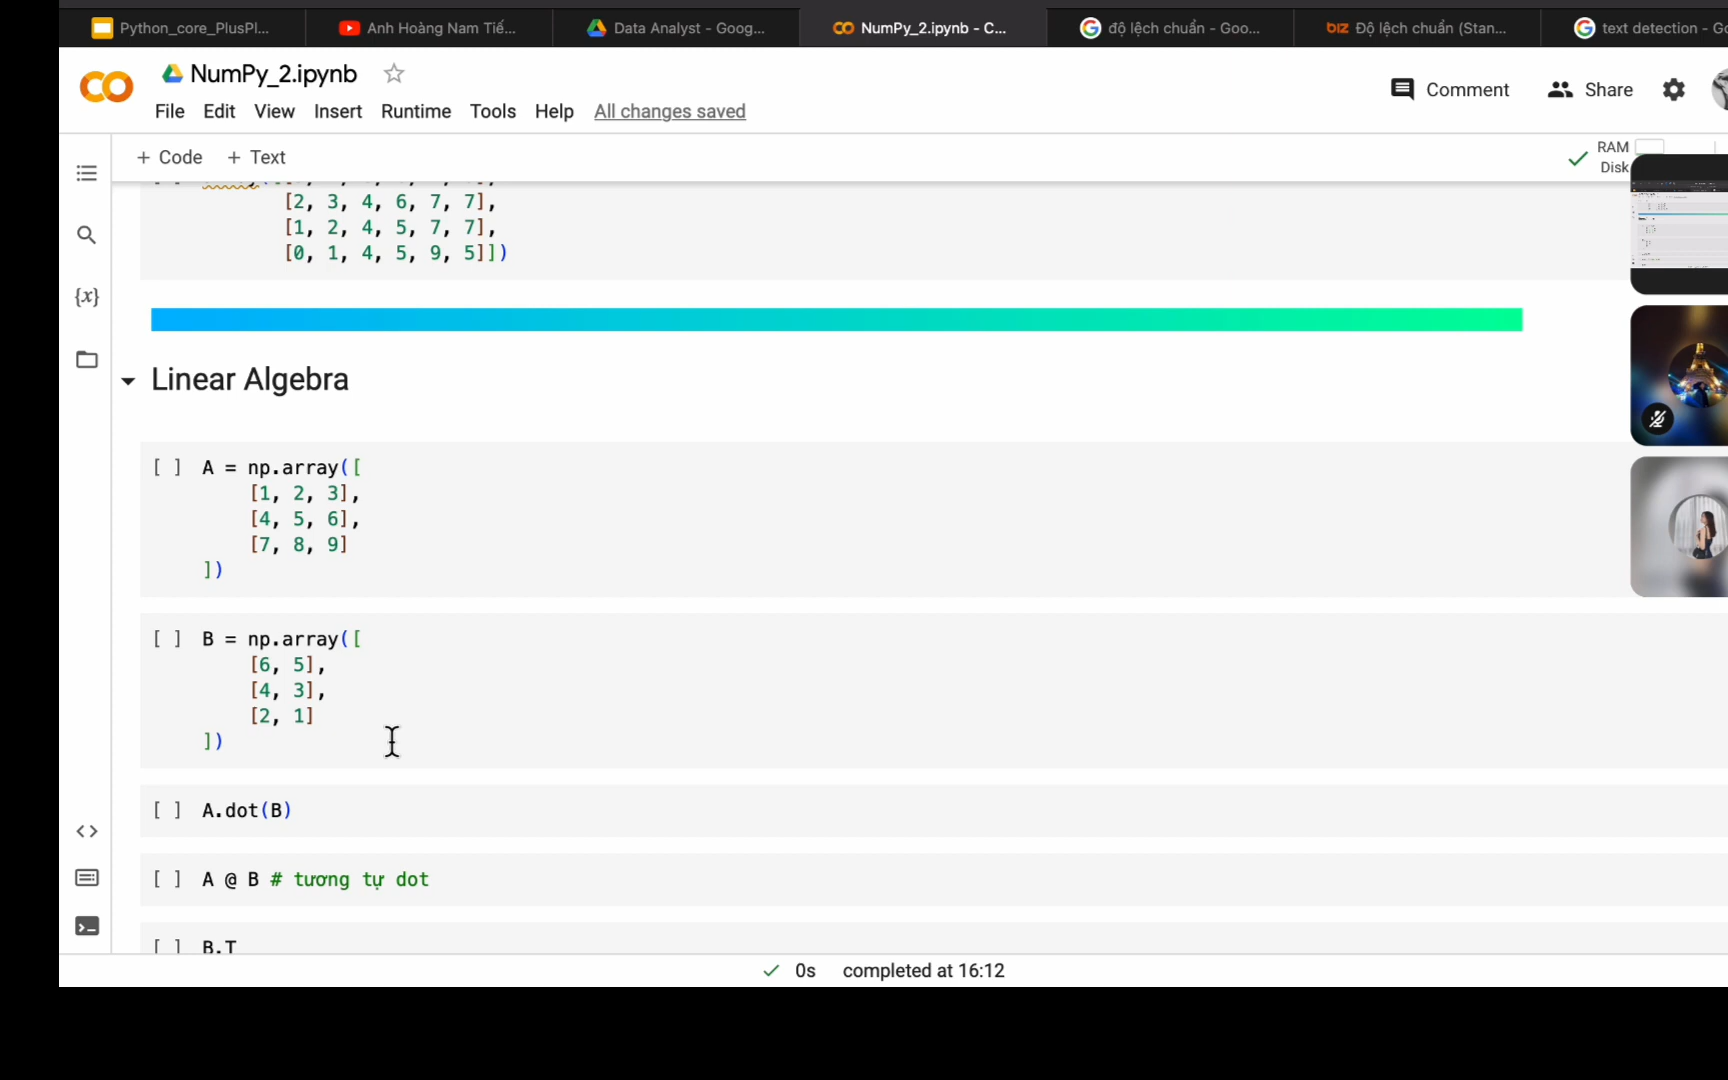 Python_core_PlusPl...
Anh Hoàng Nam Tiế...
Data Analyst - Goog...
NumPy_2.ipynb - C...
độ lệch chuẩn - Goo...
BIZ Độ lệch chuẩn (Stan...
text detection - Go
CO NumPy_2.ipynb
Comment
Share
File Edit View Insert Runtime Tools Help All changes saved
+ Code + Text
RAM
Disk
[2, 3, 4, 6, 7, 7],
[1, 2, 4, 5, 7, 7],
[0, 1, 4, 5, 9, 5]])
{x}
Linear Algebra
[ ] A = np.array([
[1, 2, 3],
[4, 5, 6],
[7, 8, 9]
])
[ ] B = np.array([
[6, 5],
[4, 3],
[2, 1]
])
[ ] A.dot(B)
[ ] A @ B # tương tự dot
[ ] B.T
0s completed at 16:12